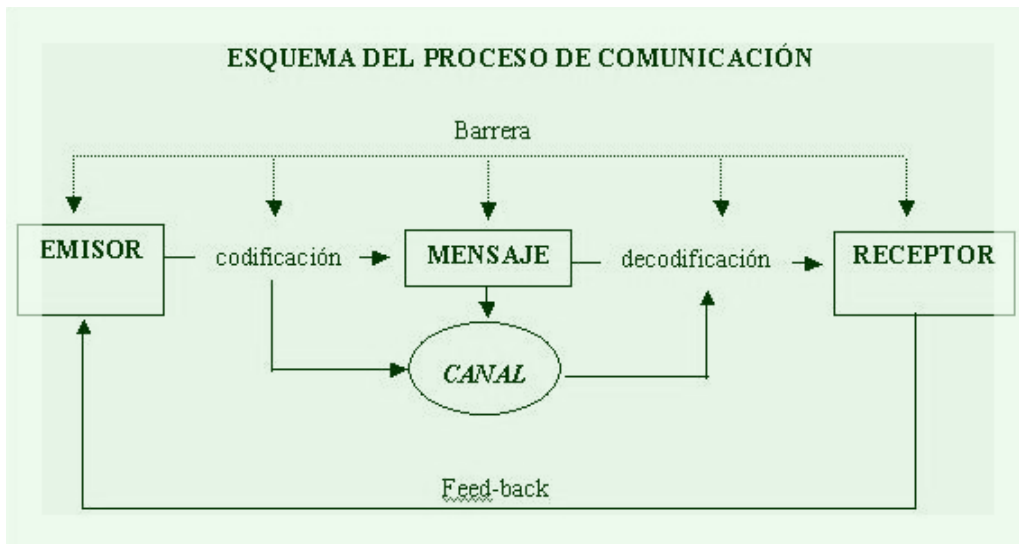 ESQUEMA DEL PROCESO DE COMUNICACIÓN
Barrera
EMISOR
codificación
MENSAJE
decodificación
RECEPTOR
CANAL
Feed-back